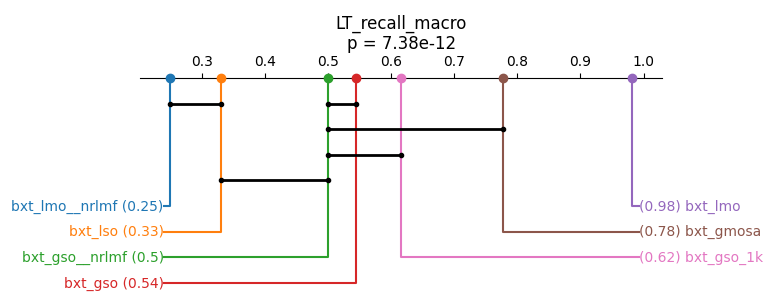 LT_recall_macro
p = 7.38e-12
0.3 0.4 0.5 0.6 0.7 0.8 0.9 1.0
bxt_lmo__nrlmf (0.25)
(0.98) bxt_lmo
bxt_lso (0.33)
(0.78) bxt_gmosa
bxt_gso__nrlmf (0.5)
(0.62) bxt_gso_1k
bxt_gso (0.54)